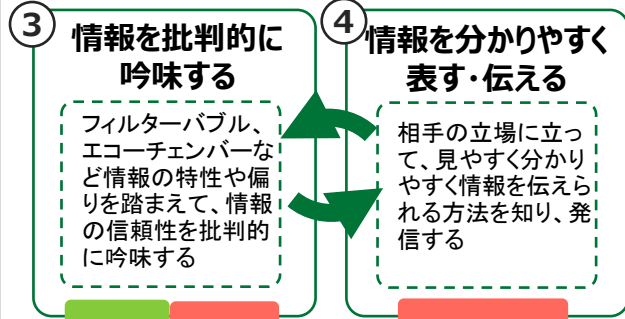 ③
情報を批判的に
吟味する
フィルターバブル、
エコーチェンバーな
ど情報の特性や偏
りを踏まえて、情報
の信頼性を批判的
に吟味する
④
情報を分かりやすく
表す・伝える
相手の立場に立っ
て、見やすく分かり
やすく情報を伝えら
れる方法を知り、発
信する